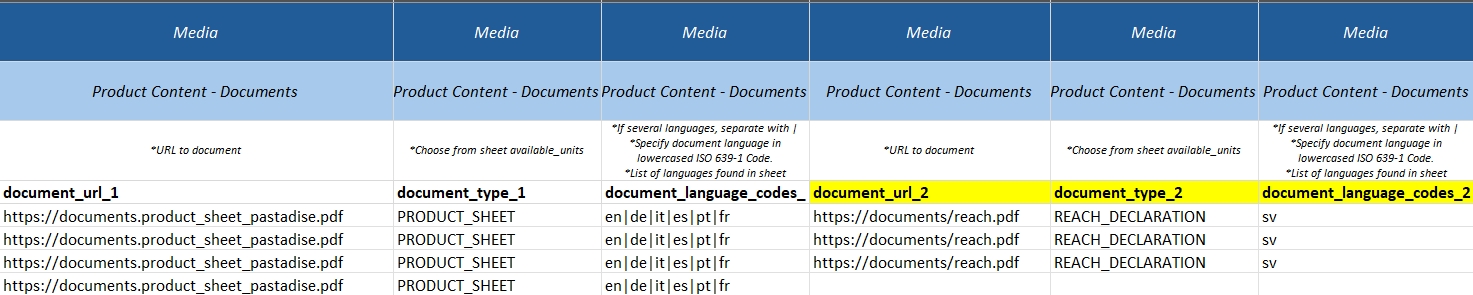 Media Media Media Media Media Media
Product Content - Documents Product Content - Documents Product Content - Documents Product Content - Documents Product Content - Documents Product Content - Documents
*URL to document
*Choose from sheet available_units
*If several languages, separate with |
*Specify document language in
lowercased ISO 639-1 Code.
*List of languages found in sheet
*URL to document
*Choose from sheet available_units
*If several languages, separate with |
*Specify document language in
lowercased ISO 639-1 Code.
*List of languages found in sheet
document_url_1 document_type_1 document_language_codes_ document_url_2 document_type_2 document_language_codes_2
https://documents.product_sheet_pastadise.pdf PRODUCT_SHEET en|de|it|es|pt|fr https://documents/reach.pdf REACH_DECLARATION sv
https://documents.product_sheet_pastadise.pdf PRODUCT_SHEET en|de|it|es|pt|fr https://documents/reach.pdf REACH_DECLARATION sv
https://documents.product_sheet_pastadise.pdf PRODUCT_SHEET en|de|it|es|pt|fr https://documents/reach.pdf REACH_DECLARATION sv
https://documents.product_sheet_pastadise.pdf PRODUCT_SHEET en|de|it|es|pt|fr